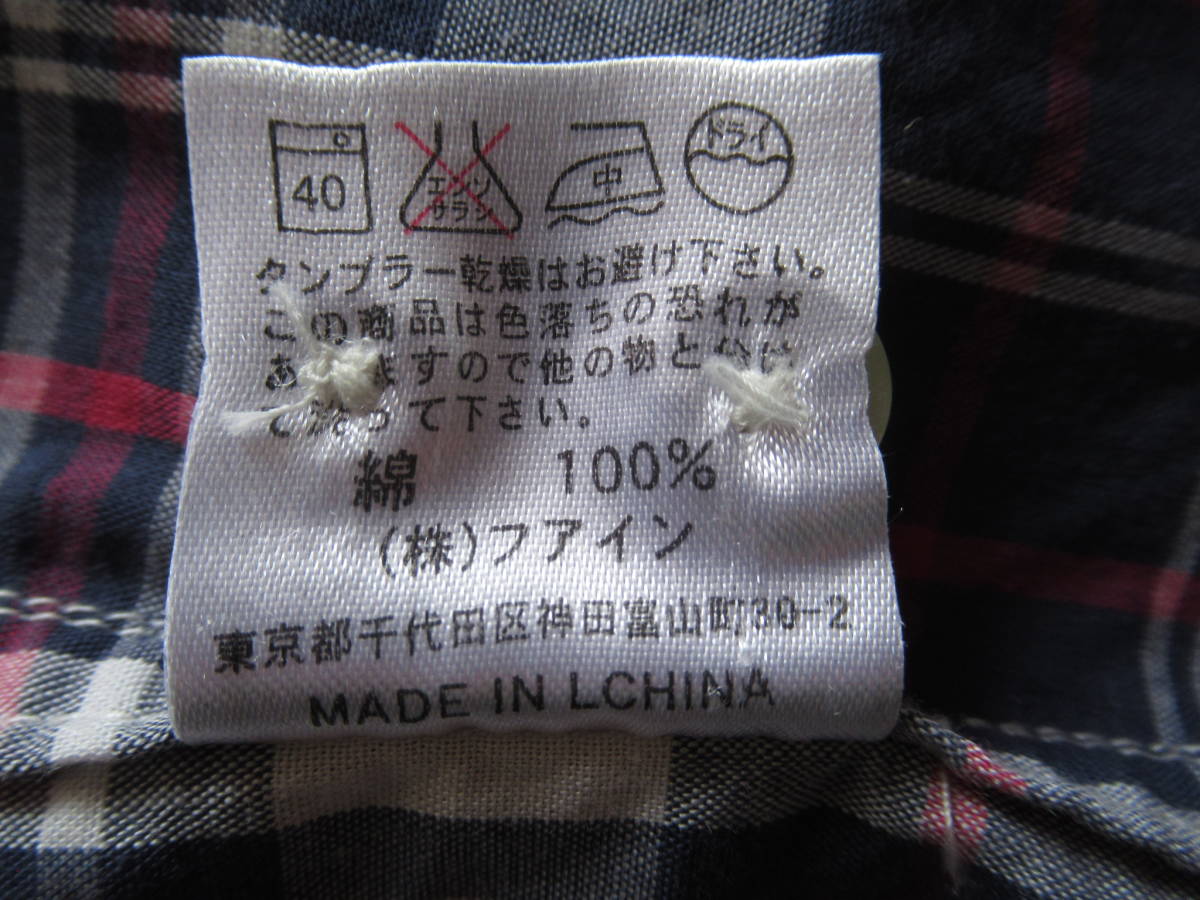 40 エンソサラシ 中 ドライ
タンブラー乾燥はお避け下さい。
この商品は色落ちの恐れが
あ ますので他の物と分け
て洗って下さい。
綿 100%
(株)フアイン
東京都千代田区神田富山町30-2
MADE IN LCHINA